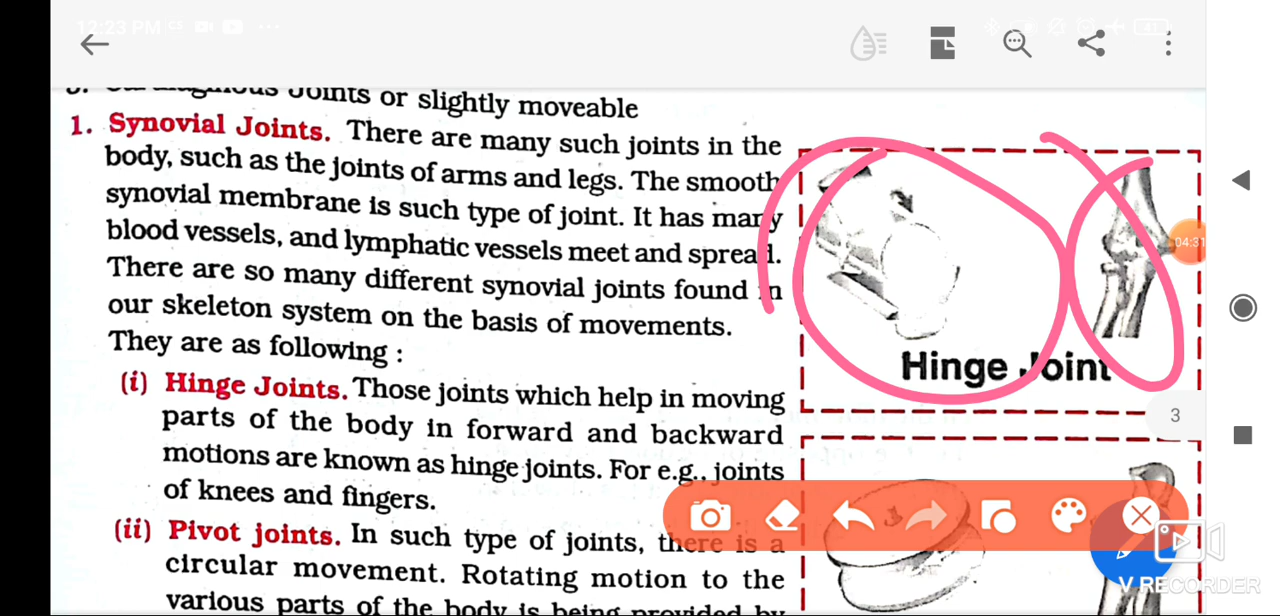 12:23 PM
Joints or slightly moveable
1. Synovial Joints. There are many such joints in the
body, such as the joints of arms and legs. The smooth
synovial membrane is such type of joint. It has many
blood vessels, and lymphatic vessels meet and spread.
There are so many different synovial joints found in
our skeleton system on the basis of movements.
They are as following :
(i) Hinge Joints. Those joints which help in moving
parts of the body in forward and backward
motions are known as hinge joints. For e.g., joints
of knees and fingers.
(ii) Pivot joints. In such type of joints, there is a
circular movement. Rotating motion to the
various parts of the body is being provided by
Hinge Joint
04:31
3
V RECORDER